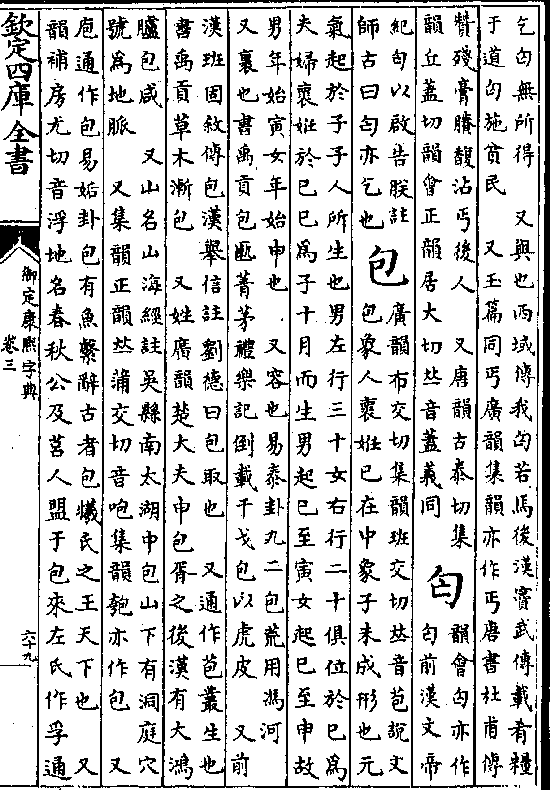 乞匃無所得　又與也西域傳我匃若馬後漢竇武傳載肴糧
于道匃施貧民　又玉篇同丐廣韻集韻亦作丐唐書杜甫傳
贊殘膏賸馥沾丐後人　又唐韻古泰切集
韻丘蓋切韻會正韻居大切𠀤音蓋義同
匄
韻會匃亦作
匄前漢文帝
紀匄以啟告朕註
師古曰匄亦乞也
包
廣韻布交切集韻班交切𠀤音苞說文
包象人褢姙巳在中象子未成形也元
氣起於子子人所生也男左行三十女右行二十俱位於巳爲
夫婦褢姙於巳巳爲子十月而生男起巳至寅女起巳至申故
男年始寅女年始申也　又容也易泰卦九二包荒用馮河
又裹也書禹貢包匭菁茅禮樂記倒載干戈包以虎皮　又前
漢班固敘傳包漢舉信註劉德曰包取也　又通作苞叢生也
書禹貢草木漸包　又姓廣韻楚大夫申包胥之後漢有大鴻
臚包咸　又山名山海經註吳縣南太湖中包山下有洞庭穴
號爲地脈　又集韻正韻𠀤蒲交切音咆集韻匏亦作包　又
庖通作包易姤卦包有魚繫辭古者包犧氏之王天下也　又
韻補房尤切音浮地名春秋公及莒人盟于包來左氏作孚通
欽定四庫全書
御定康熙字典
卷三
六十九